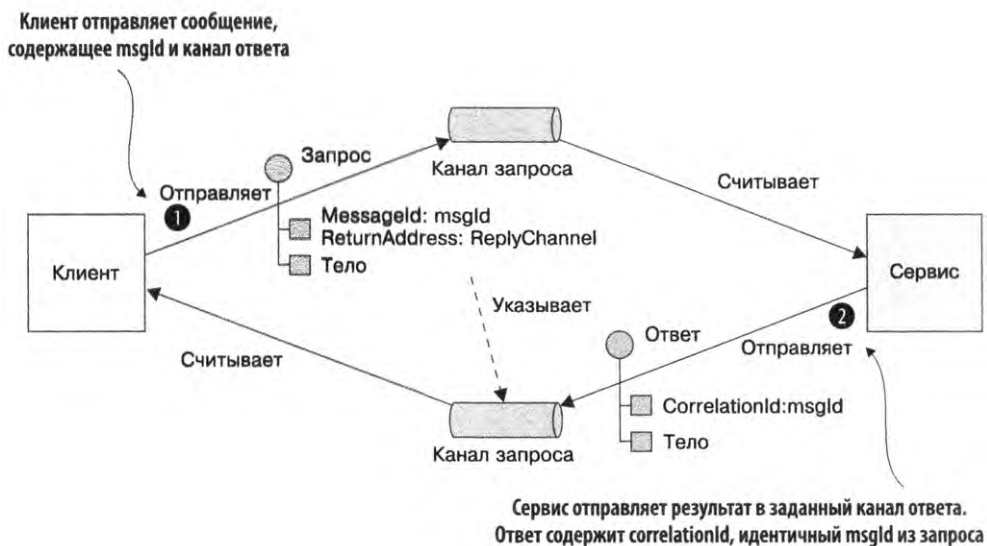 Клиент отправляет сообщение,
содержащее msgId и канал ответа
Запрос
Канал запроса
Отправляет
Считывает
1
MessageId: msgId
ReturnAddress: ReplyChannel
Тело
Клиент
Сервис
Указывает
2
Ответ
Отправляет
Считывает
CorrelationId:msgId
Тело
Канал запроса
Сервис отправляет результат в заданный канал ответа.
Ответ содержит correlationId, идентичный msgId из запроса